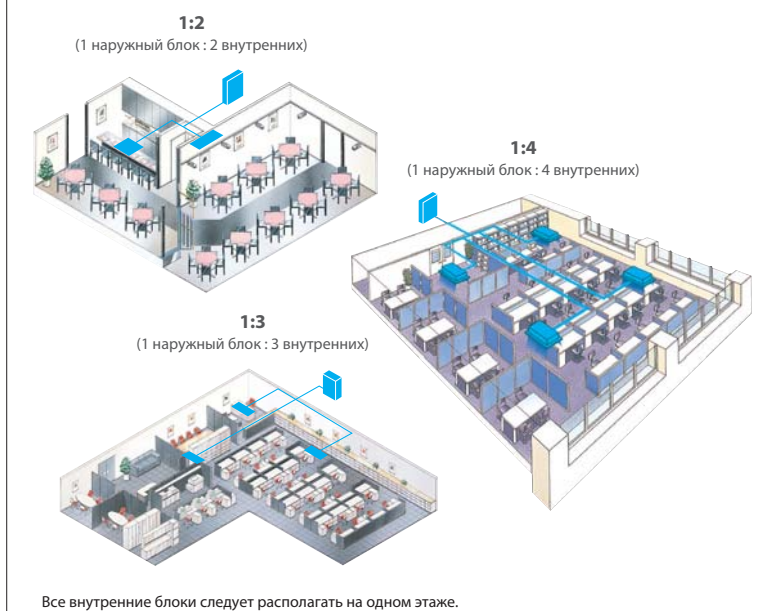 1:2
(1 наружный блок : 2 внутренних)
1:4
(1 наружный блок : 4 внутренних)
1:3
(1 наружный блок : 3 внутренних)
Все внутренние блоки следует располагать на одном этаже.